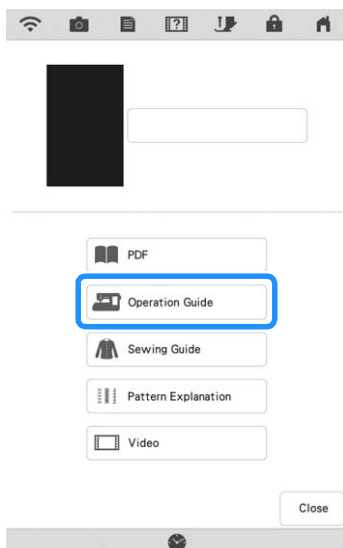 PDF
Operation Guide
Sewing Guide
Pattern Explanation
Video
Close